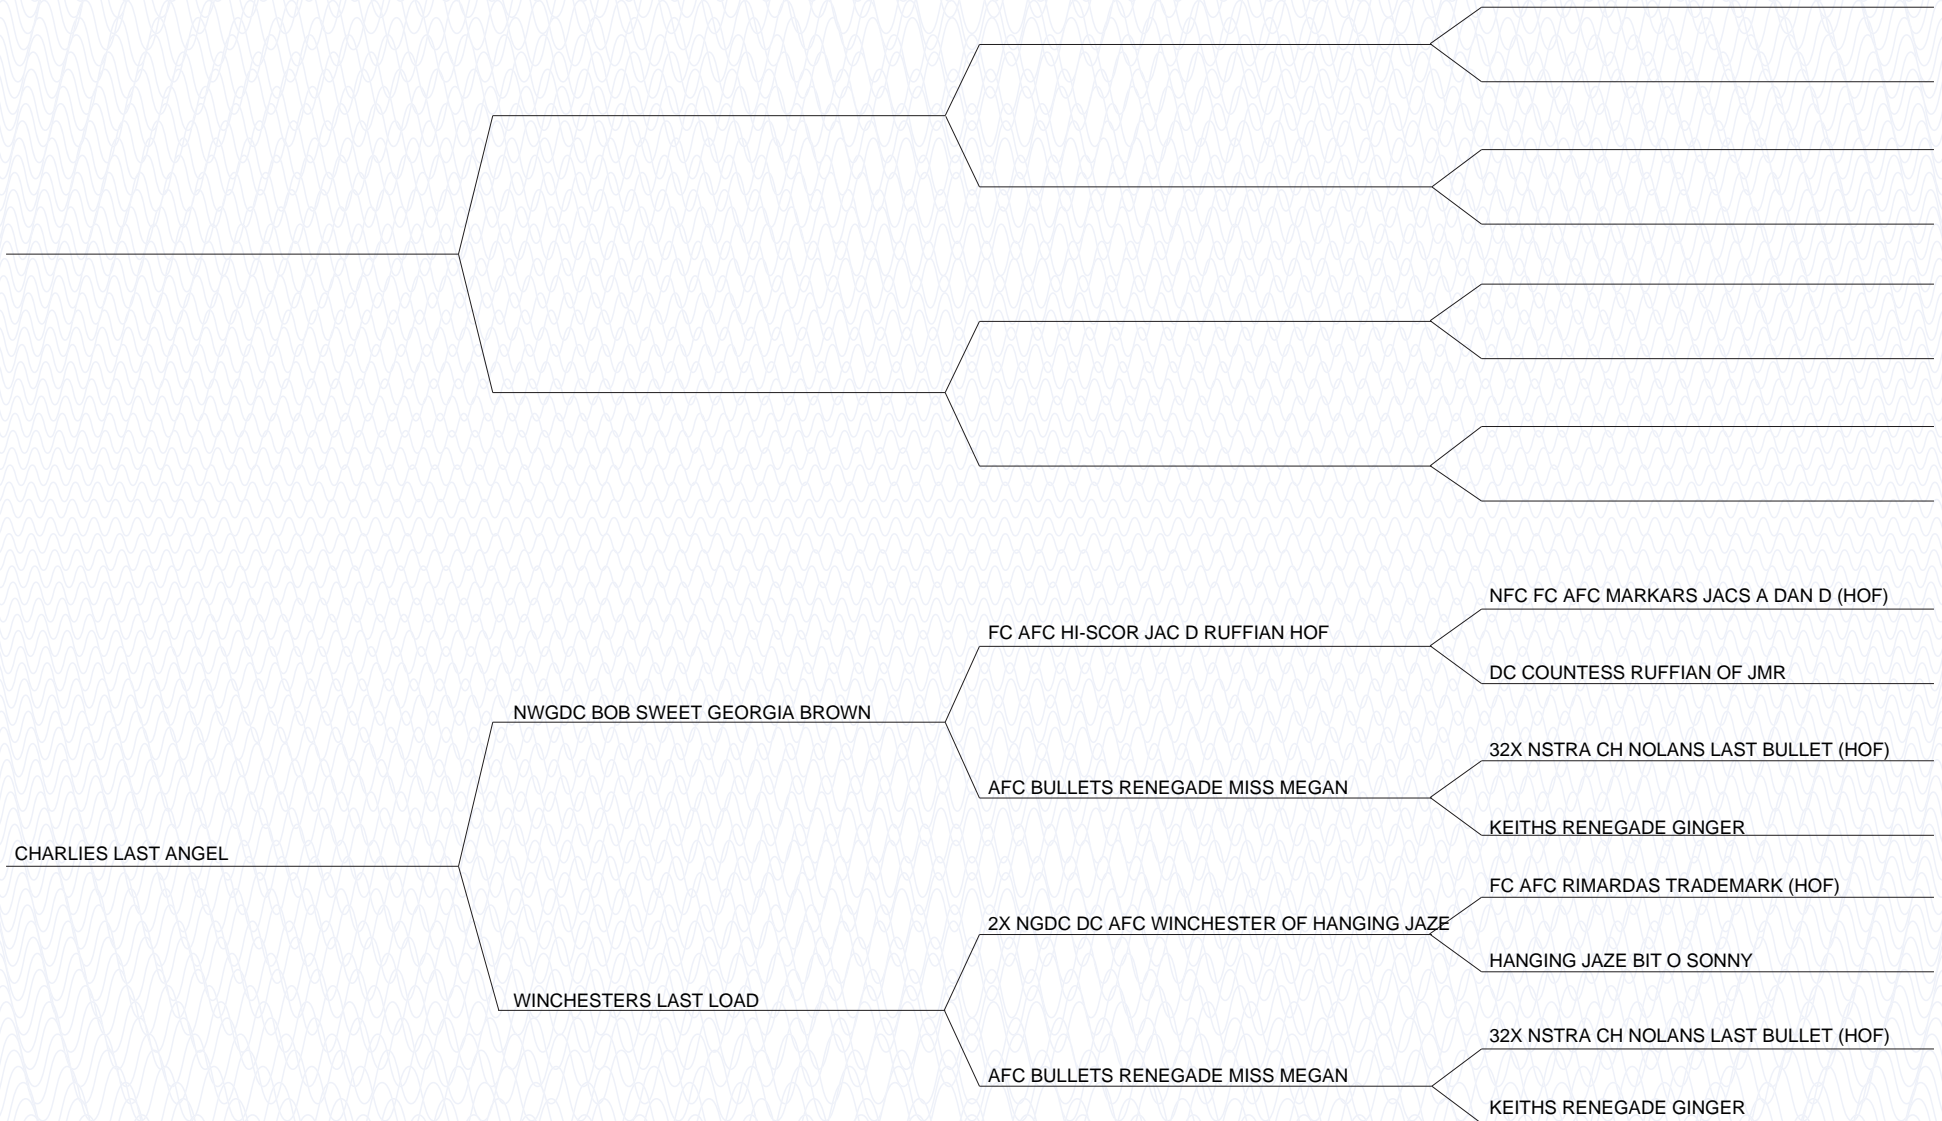 NFC FC AFC MARKARS JACS A DAN D (HOF)
FC AFC HI-SCOR JAC D RUFFIAN HOF
DC COUNTESS RUFFIAN OF JMR
NWGDC BOB SWEET GEORGIA BROWN
32X NSTRA CH NOLANS LAST BULLET (HOF)
AFC BULLETS RENEGADE MISS MEGAN
KEITHS RENEGADE GINGER
CHARLIES LAST ANGEL
FC AFC RIMARDAS TRADEMARK (HOF)
2X NGDC DC AFC WINCHESTER OF HANGING JAZE
HANGING JAZE BIT O SONNY
WINCHESTERS LAST LOAD
32X NSTRA CH NOLANS LAST BULLET (HOF)
AFC BULLETS RENEGADE MISS MEGAN
KEITHS RENEGADE GINGER